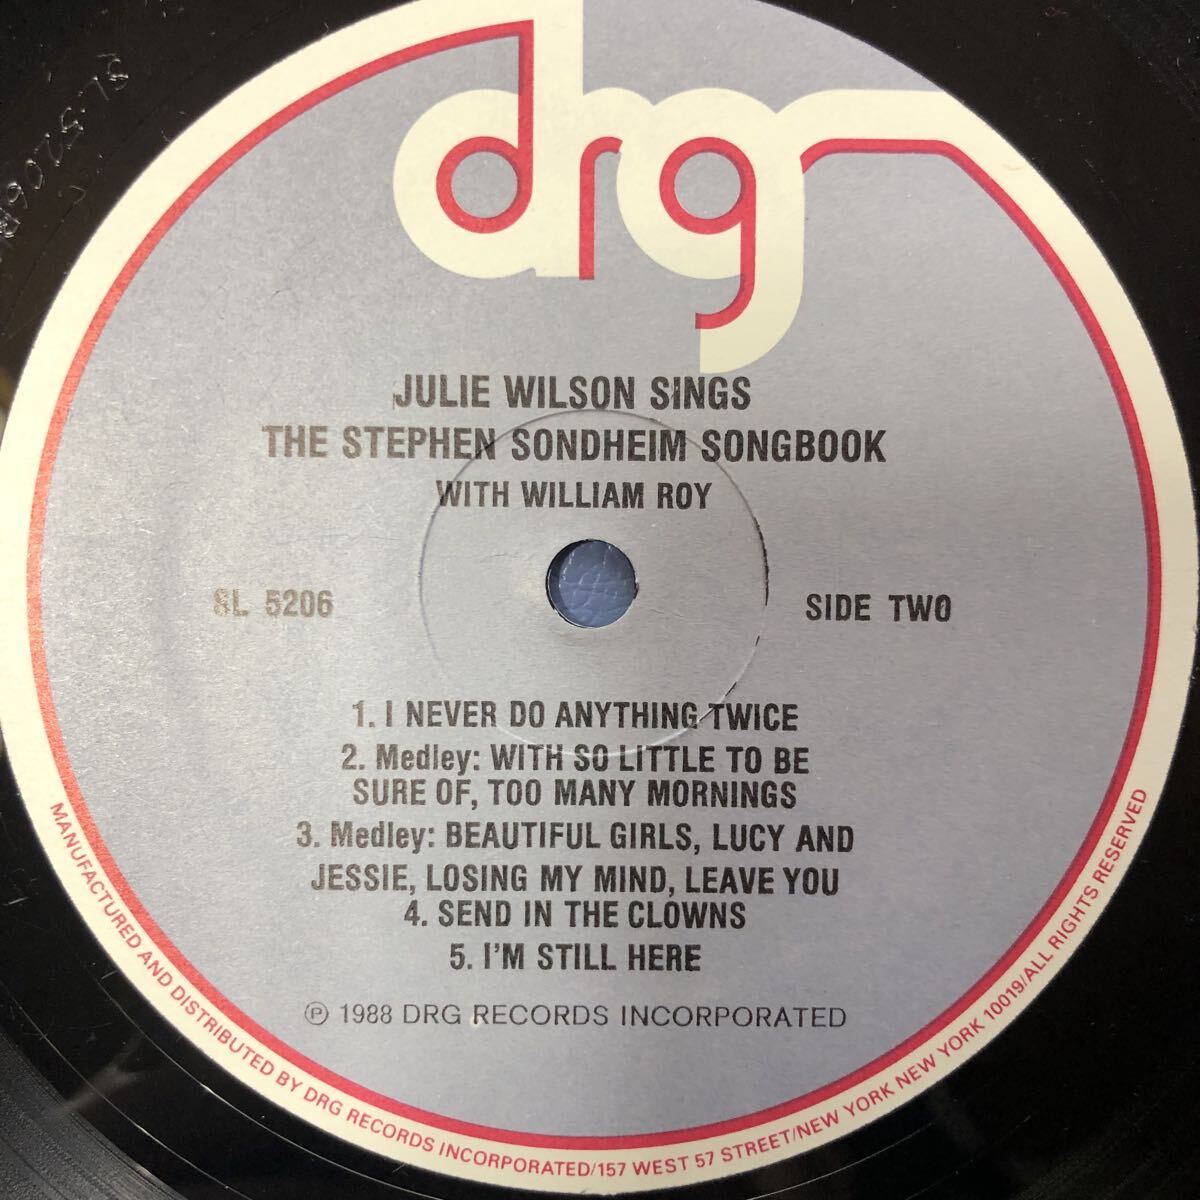 drg
JULIE WILSON SINGS
THE STEPHEN SONDHEIM SONGBOOK
WITH WILLIAM ROY
SL 5206
SIDE TWO
1. I NEVER DO ANYTHING TWICE
2. Medley: WITH SO LITTLE TO BE
SURE OF, TOO MANY MORNINGS
3. Medley: BEAUTIFUL GIRLS, LUCY AND
JESSIE, LOSING MY MIND, LEAVE YOU
4. SEND IN THE CLOWNS
5. I'M STILL HERE
℗ 1988 DRG RECORDS INCORPORATED
MANUFACTURED AND DISTRIBUTED BY DRG RECORDS INCORPORATED/157 WEST 57 STREET/NEW YORK NEW YORK 10019/ALL RIGHTS RESERVED